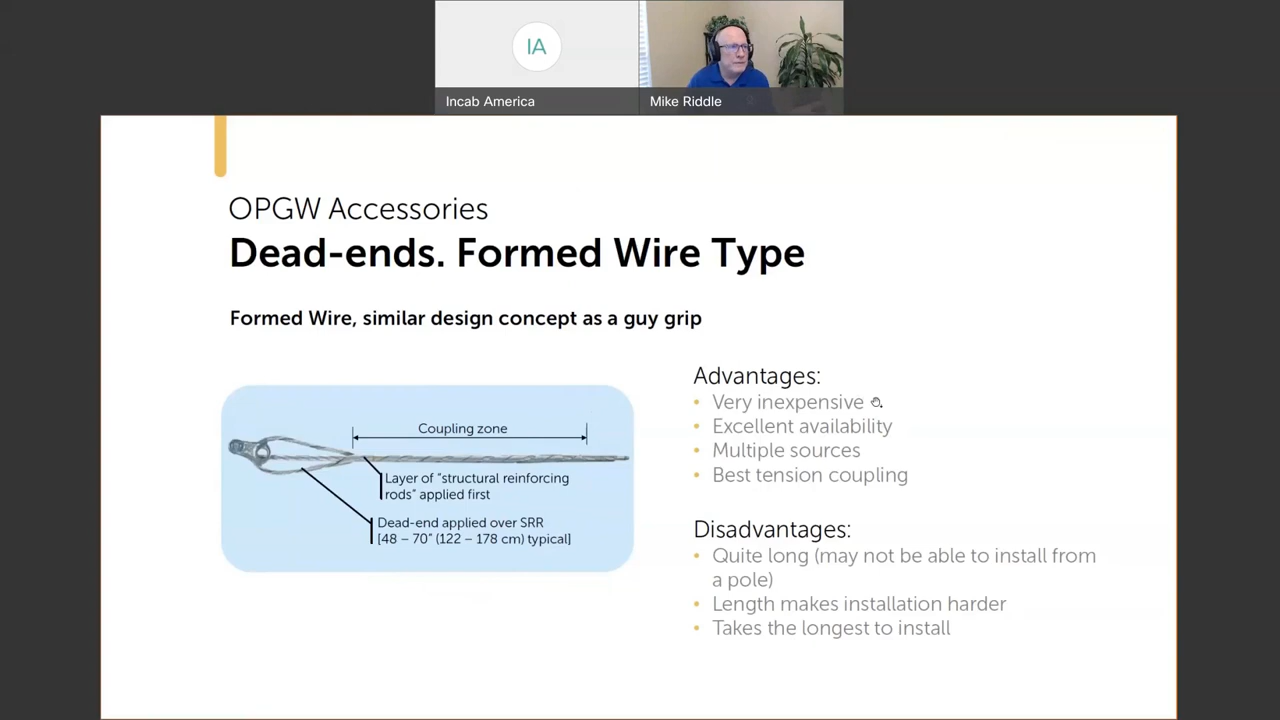 IA
Incab America
Mike Riddle
OPGW Accessories
Dead-ends. Formed Wire Type
Formed Wire, similar design concept as a guy grip
Coupling zone
Layer of “structural reinforcing
rods” applied first
Dead-end applied over SRR
[48 – 70” (122 – 178 cm) typical]
Advantages:
• Very inexpensive
• Excellent availability
• Multiple sources
• Best tension coupling
Disadvantages:
• Quite long (may not be able to install from
a pole)
• Length makes installation harder
• Takes the longest to install